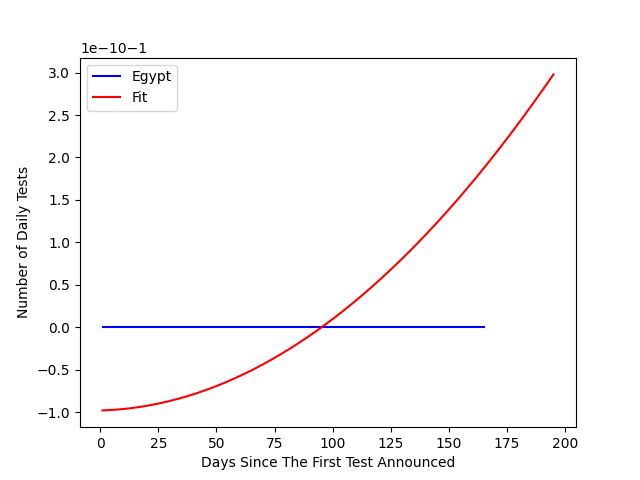 1e−10−1
Egypt
Fit
3.0
2.5
2.0
1.5
1.0
0.5
0.0
−0.5
−1.0
Number of Daily Tests
0 25 50 75 100 125 150 175 200
Days Since The First Test Announced